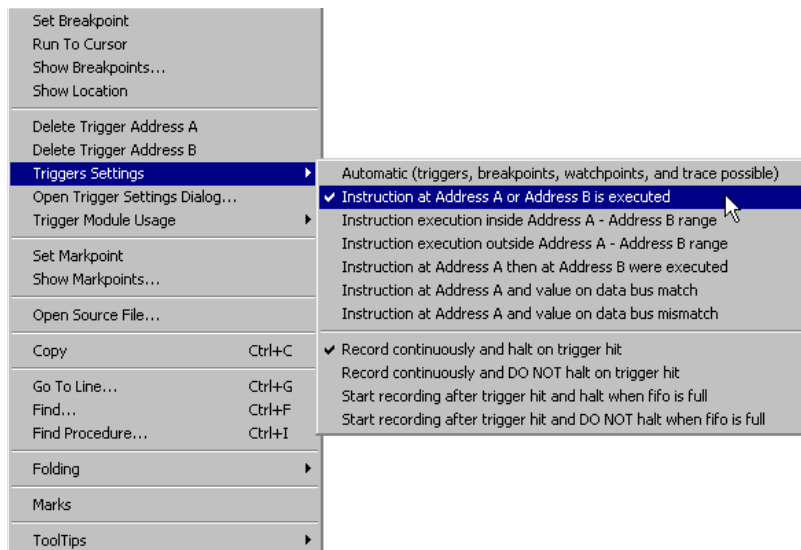 Set Breakpoint
Run To Cursor
Show Breakpoints...
Show Location
Delete Trigger Address A
Delete Trigger Address B
Triggers Settings
Open Trigger Settings Dialog...
Trigger Module Usage
Set Markpoint
Show Markpoints...
Open Source File...
Copy Ctrl+C
Go To Line... Ctrl+G
Find... Ctrl+F
Find Procedure... Ctrl+I
Folding
Marks
ToolTips
Automatic (triggers, breakpoints, watchpoints, and trace possible)
Instruction at Address A or Address B is executed
Instruction execution inside Address A - Address B range
Instruction execution outside Address A - Address B range
Instruction at Address A then at Address B were executed
Instruction at Address A and value on data bus match
Instruction at Address A and value on data bus mismatch
Record continuously and halt on trigger hit
Record continuously and DO NOT halt on trigger hit
Start recording after trigger hit and halt when fifo is full
Start recording after trigger hit and DO NOT halt when fifo is full